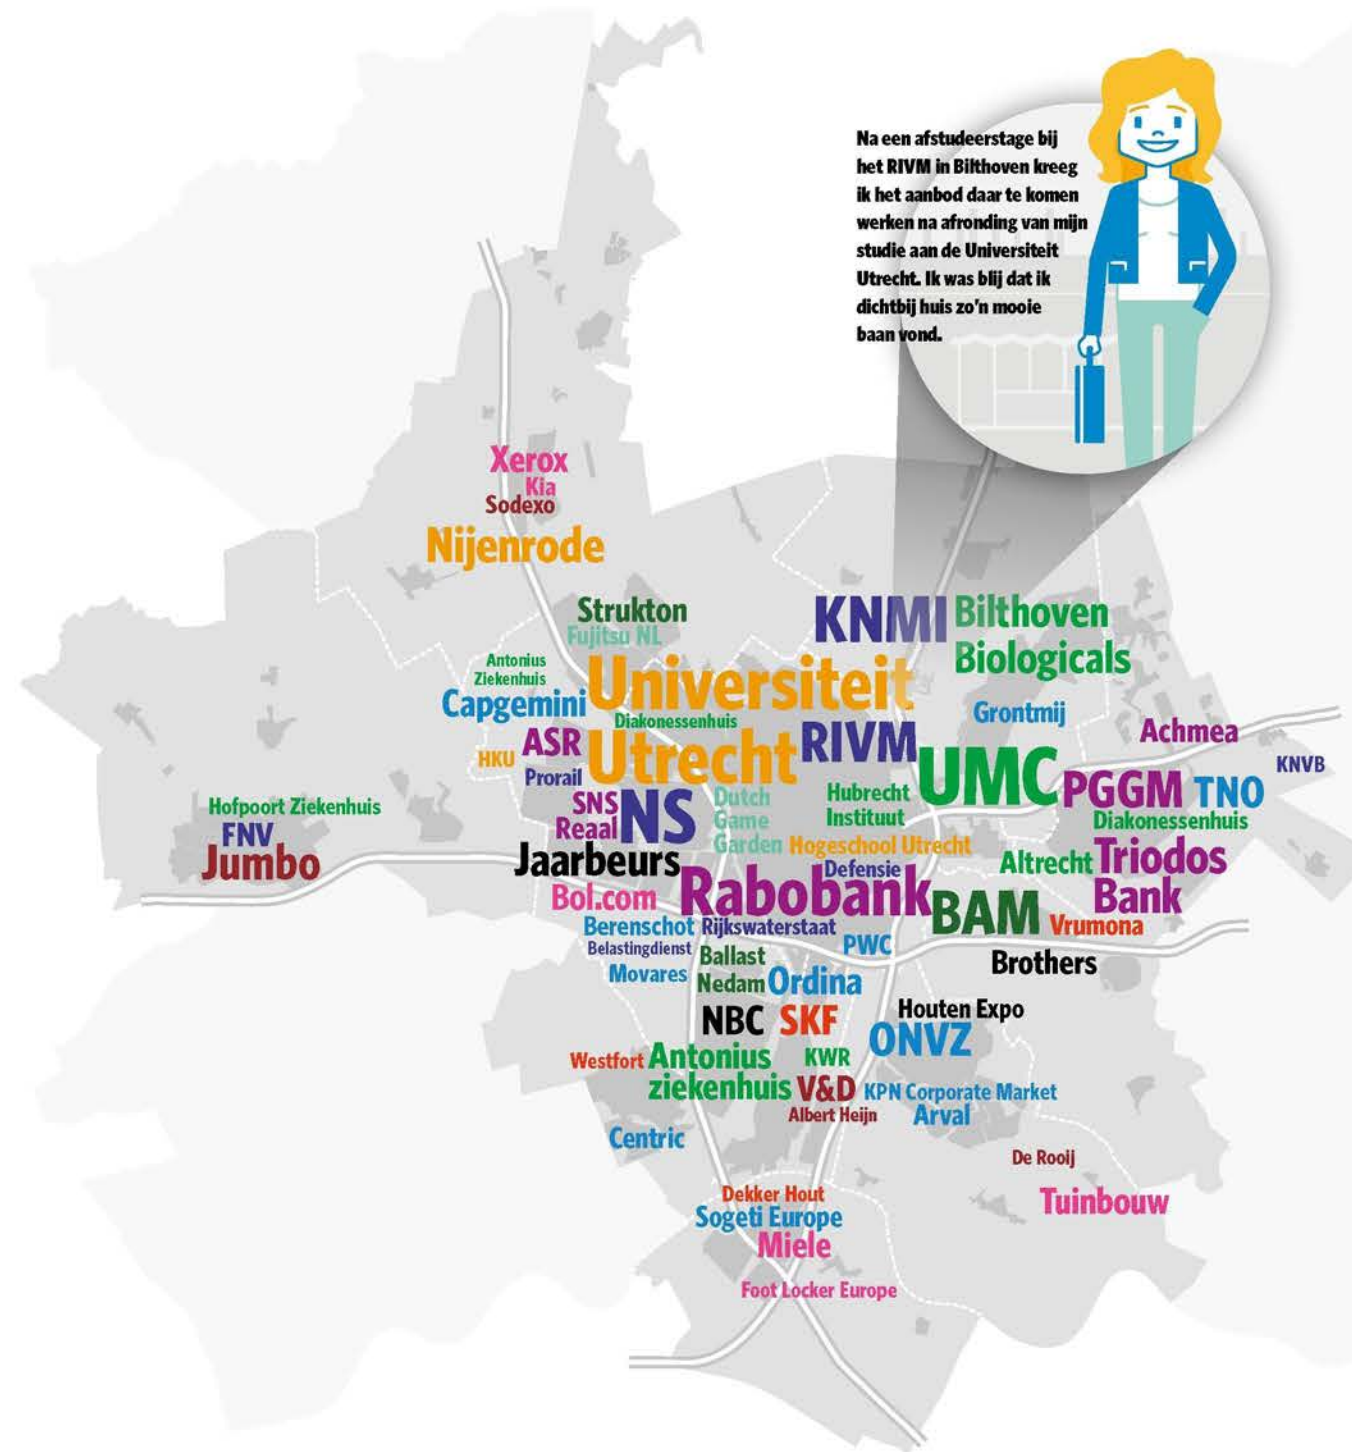 Na een afstudeerstage bij
het RIVM in Bilthoven kreeg
ik het aanbod daar te komen
werken na afronding van mijn
studie aan de Universiteit
Utrecht. Ik was blij dat ik
dichtbij huis zo'n mooie
baan vond.
Xerox
Kia
Sodexo
Nijenrode
Strukton
Fujitsu NL
KNMI
Bilthoven
Biologicals
Antonius
Ziekenhuis
Capgemini
Universiteit
Utrecht
Diakonessenhuis
Grontmij
HKU
ASR
Prorail
RIVM
UMC
Achmea
KNVB
PGGM
TNO
Diakonessenhuis
Hofpoort Ziekenhuis
FNV
Jumbo
SNS
Reaal
NS
Dutch
Game
Garden
Hubrecht
Instituut
Hogeschool Utrecht
Defensie
Jaarbeurs
Altrecht
Triodos
Bank
Bol.com
Rabobank
BAM
Vrumona
Brothers
Berenschot
Rijkswaterstaat
Belastingdienst
Movares
Ballast
Nedam
PWC
Ordina
NBC
SKF
Houten Expo
ONVZ
Westfort
Antonius
ziekenhuis
KWR
V&D
KPN Corporate Market
Albert Heijn
Arval
Centric
De Rooij
Tuinbouw
Dekker Hout
Sogeti Europe
Miele
Foot Locker Europe